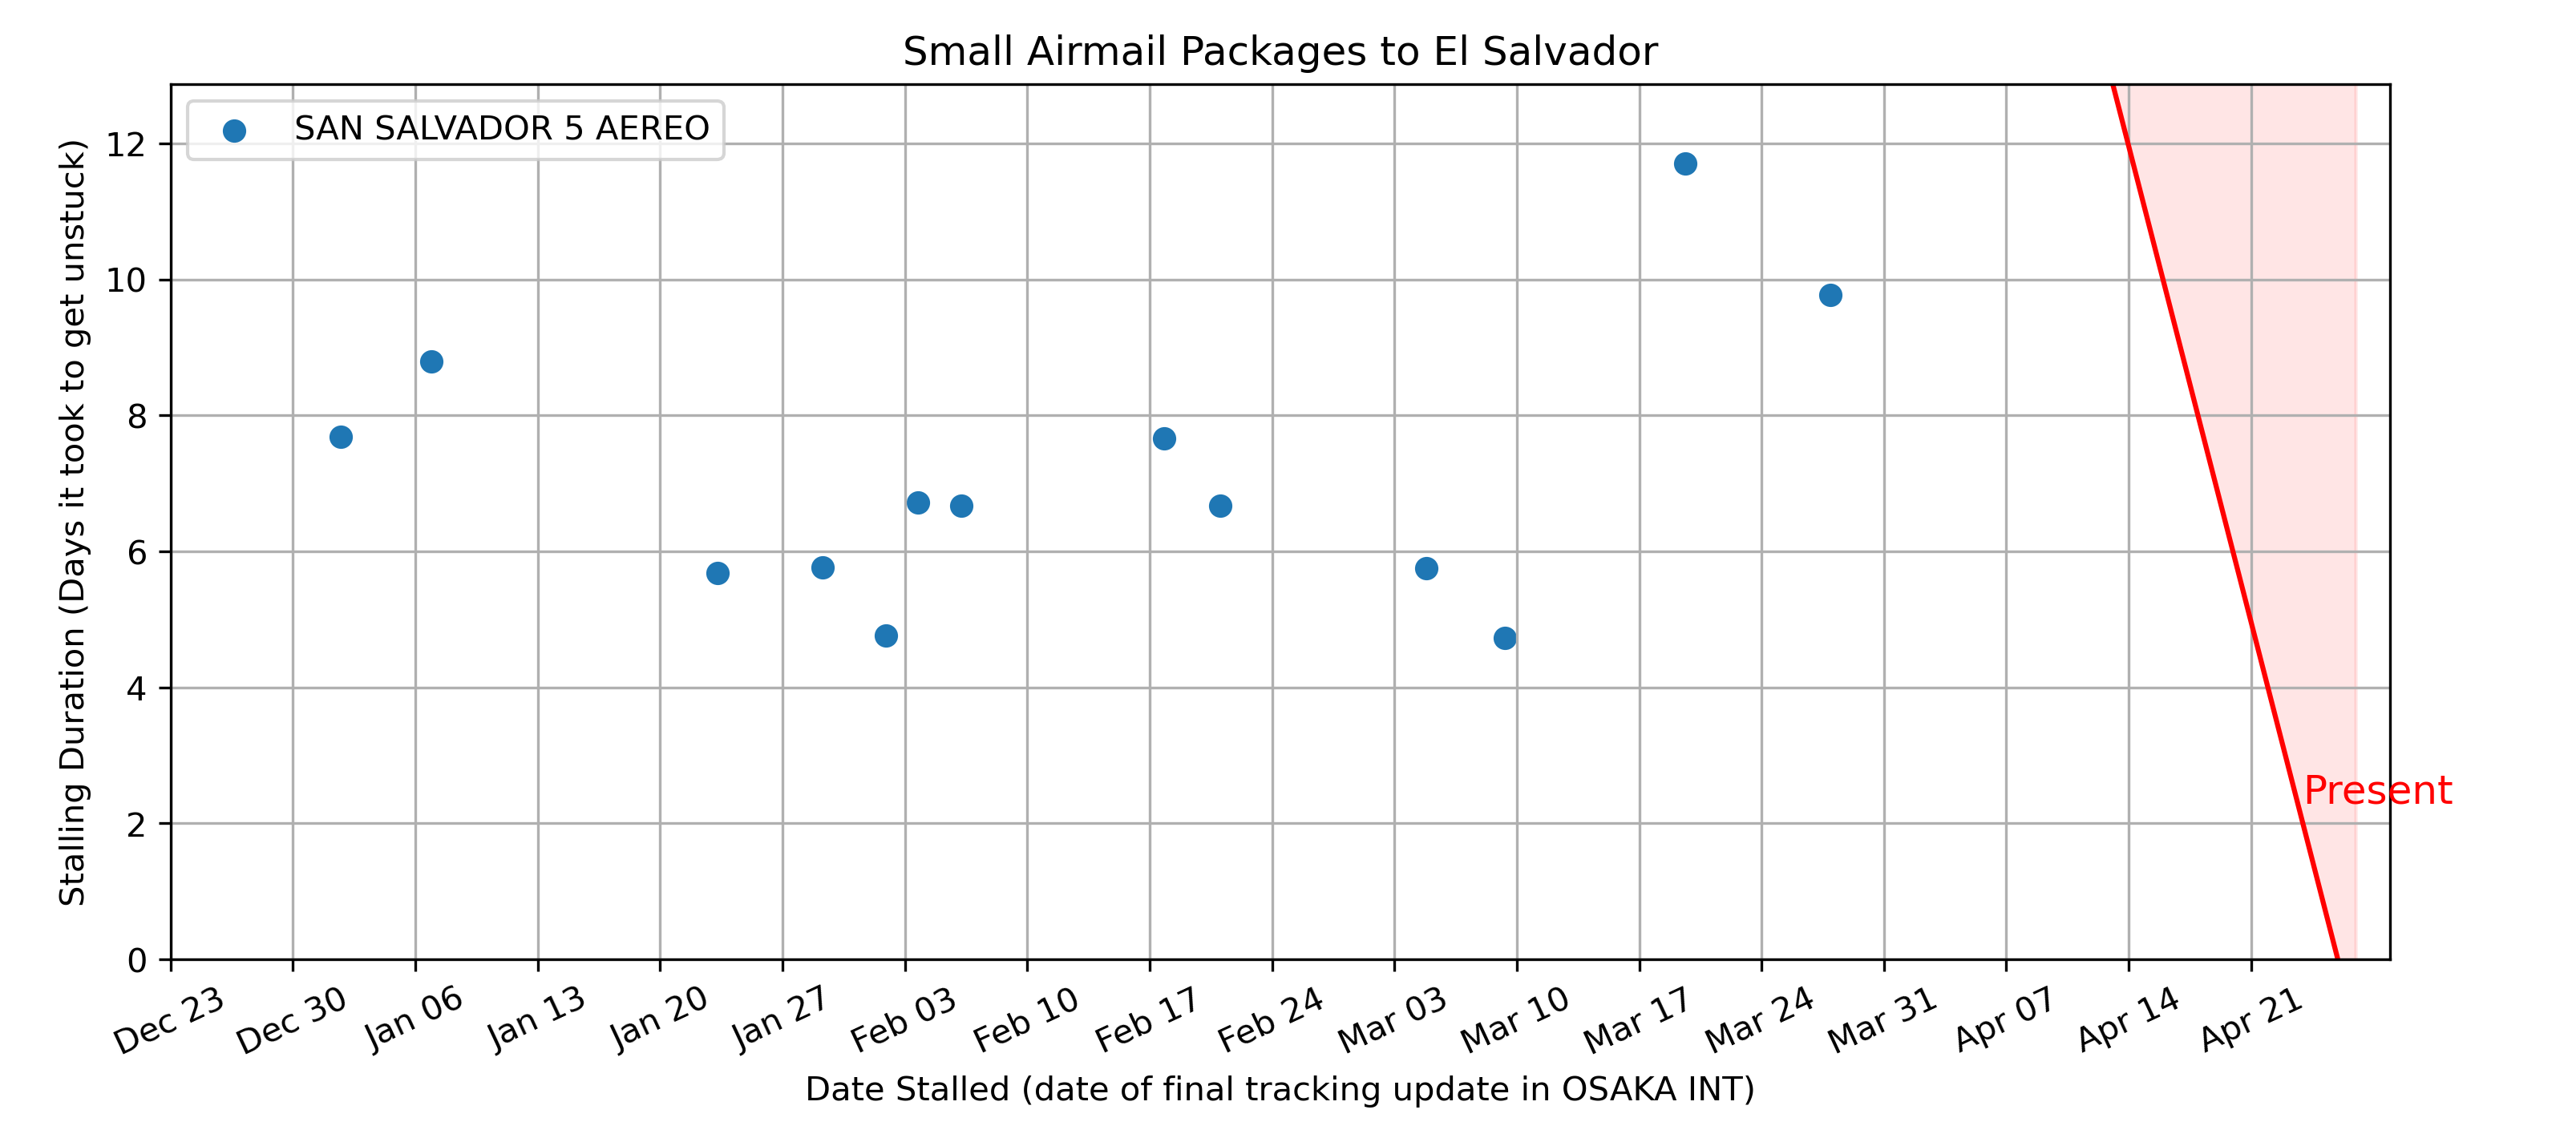 Small Airmail Packages to El Salvador
SAN SALVADOR 5 AEREO
Stalling Duration (Days it took to get unstuck)
12
10
8
6
4
2
0
Present
Dec 23
Dec 30
Jan 06
Jan 13
Jan 20
Jan 27
Feb 03
Feb 10
Feb 17
Feb 24
Mar 03
Mar 10
Mar 17
Mar 24
Mar 31
Apr 07
Apr 14
Apr 21
Date Stalled (date of final tracking update in OSAKA INT)